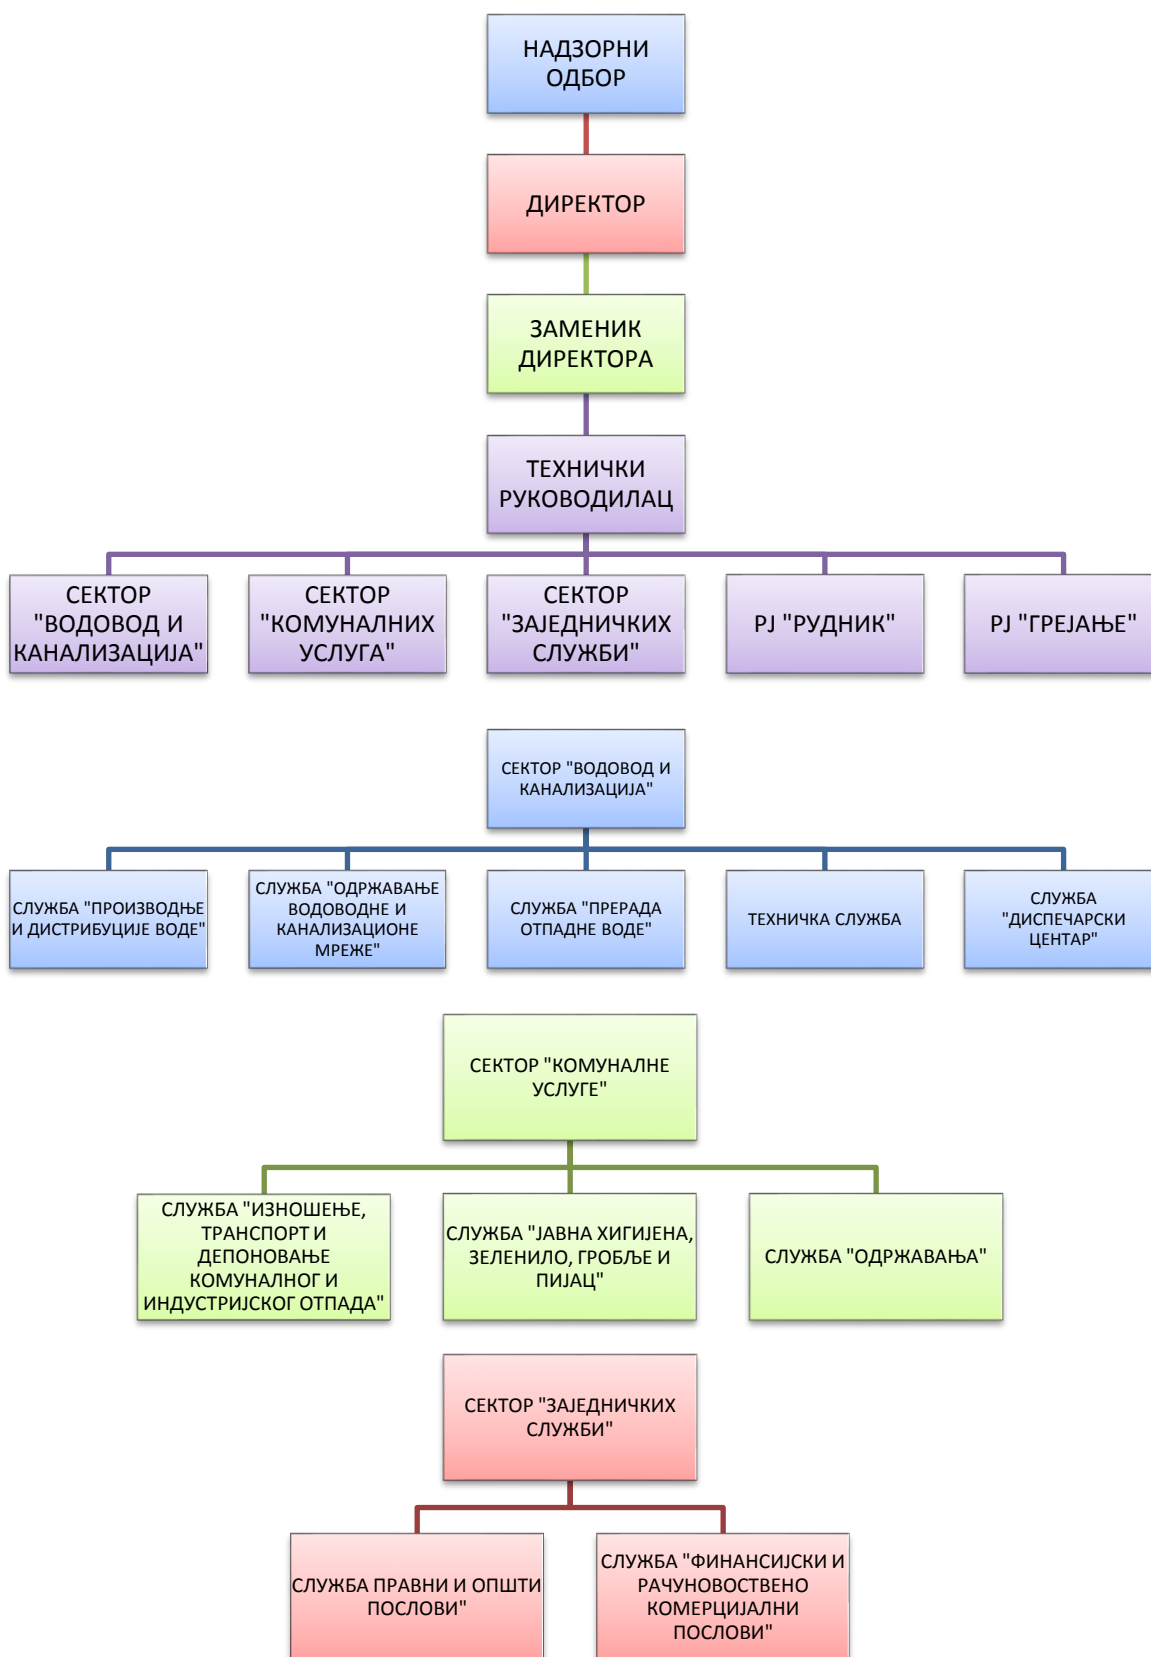 НАДЗОРНИ
ОДБОР
ДИРЕКТОР
ЗАМЕНИК
ДИРЕКТОРА
ТЕХНИЧКИ
РУКОВОДИЛАЦ
СЕКТОР
"ВОДОВОД И
КАНАЛИЗАЦИЈА"
СЕКТОР
"КОМУНАЛНИХ
УСЛУГА"
СЕКТОР
"ЗАЈЕДНИЧКИХ
СЛУЖБИ"
РЈ "РУДНИК"
РЈ "ГРЕЈАЊЕ"
СЕКТОР "ВОДОВОД И
КАНАЛИЗАЦИЈА"
СЛУЖБА "ПРОИЗВОДЊЕ
И ДИСТРИБУЦИЈЕ ВОДЕ"
СЛУЖБА "ОДРЖАВАЊЕ
ВОДОВОДНЕ И
КАНАЛИЗАЦИОНЕ
МРЕЖЕ"
СЛУЖБА "ПРЕРАДА
ОТПАДНЕ ВОДЕ"
ТЕХНИЧКА СЛУЖБА
СЛУЖБА
"ДИСПЕЧАРСКИ
ЦЕНТАР"
СЕКТОР "КОМУНАЛНЕ
УСЛУГЕ"
СЛУЖБА "ИЗНОШЕЊЕ,
ТРАНСПОРТ И
ДЕПОНОВАЊЕ
КОМУНАЛНОГ И
ИНДУСТРИЈСКОГ ОТПАДА"
СЛУЖБА "ЈАВНА ХИГИЈЕНА,
ЗЕЛЕНИЛО, ГРОБЉЕ И
ПИЈАЦ"
СЛУЖБА "ОДРЖАВАЊА"
СЕКТОР "ЗАЈЕДНИЧКИХ
СЛУЖБИ"
СЛУЖБА ПРАВНИ И ОПШТИ
ПОСЛОВИ"
СЛУЖБА "ФИНАНСИЈСКИ И
РАЧУНОВОСТВЕНО
КОМЕРЦИЈАЛНИ
ПОСЛОВИ"